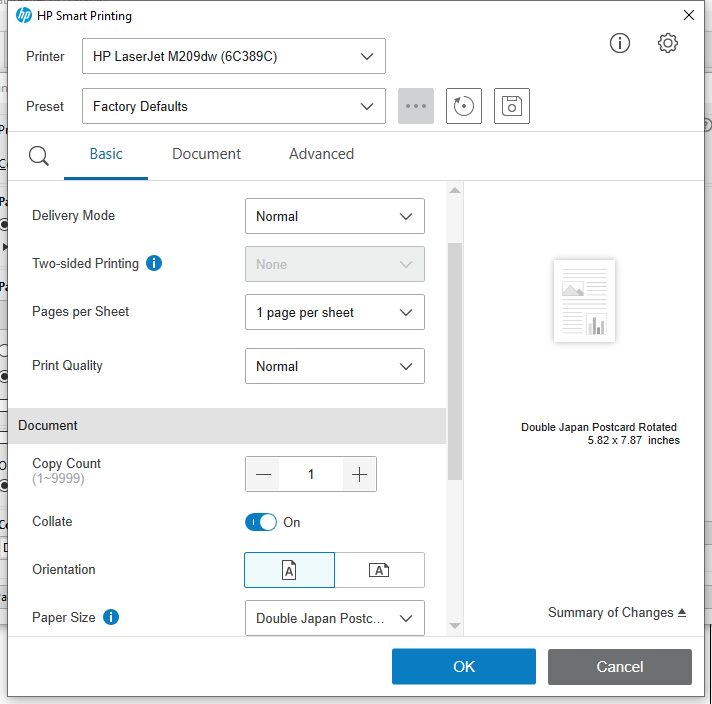 HP Smart Printing
Printer
HP LaserJet M209dw (6C389C)
Preset
Factory Defaults
Basic
Document
Advanced
Delivery Mode
Normal
Two-sided Printing
None
Pages per Sheet
1 page per sheet
Print Quality
Normal
Double Japan Postcard Rotated
5.82 x 7.87 inches
Document
Copy Count
(1~9999)
1
Collate
On
Orientation
Paper Size
Double Japan Postc...
Summary of Changes
OK
Cancel